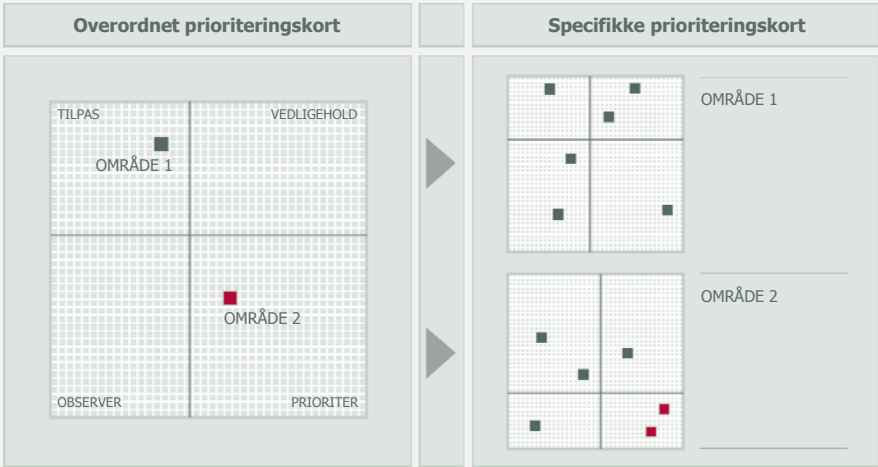 Overordnet prioriteringskort
Specifikke prioriteringskort
TILPAS
VEDLIGEHOLD
OMRÅDE 1
OMRÅDE 2
OBSERVER
PRIORITER
OMRÅDE 1
OMRÅDE 2